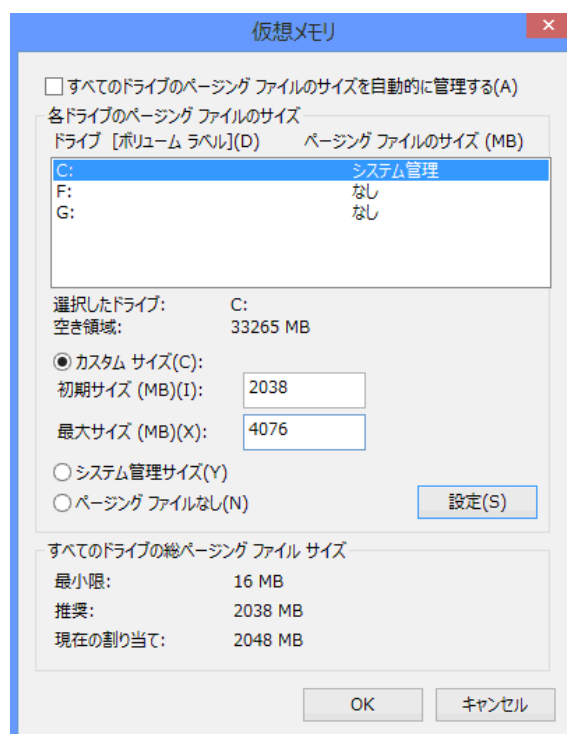 仮想メモリ
すべてのドライブのページング ファイルのサイズを自動的に管理する(A)
各ドライブのページング ファイルのサイズ
ドライブ [ボリューム ラベル](D) ページング ファイルのサイズ (MB)
C: システム管理
F: なし
G: なし
選択したドライブ: C:
空き領域: 33265 MB
カスタム サイズ(C):
初期サイズ (MB)(I): 2038
最大サイズ (MB)(X): 4076
システム管理サイズ(Y)
ページング ファイルなし(N) 設定(S)
すべてのドライブの総ページング ファイル サイズ
最小限: 16 MB
推奨: 2038 MB
現在の割り当て: 2048 MB
OK キャンセル